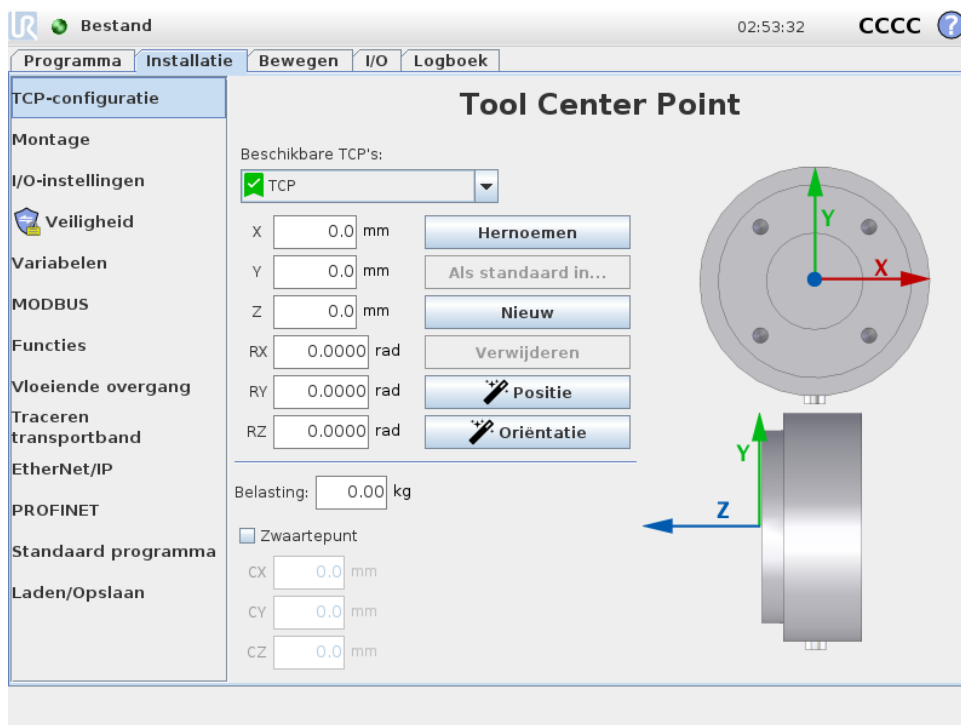 UR Bestand 02:53:32 CCCC ?
Programma Installatie Bewegen I/O Logboek
TCP-configuratie
Montage
I/O-instellingen
Veiligheid
Variabelen
MODBUS
Functies
Vloeiende overgang
Traceren
transportband
EtherNet/IP
PROFINET
Standaard programma
Laden/Opslaan
Tool Center Point
Beschikbare TCP's:
TCP
X 0.0 mm Hernoemen
Y 0.0 mm Als standaard in...
Z 0.0 mm Nieuw
RX 0.0000 rad Verwijderen
RY 0.0000 rad Positie
RZ 0.0000 rad Oriëntatie
Belasting: 0.00 kg
Zwaartepunt
CX 0.0 mm
CY 0.0 mm
CZ 0.0 mm
Y
X
Y
Z